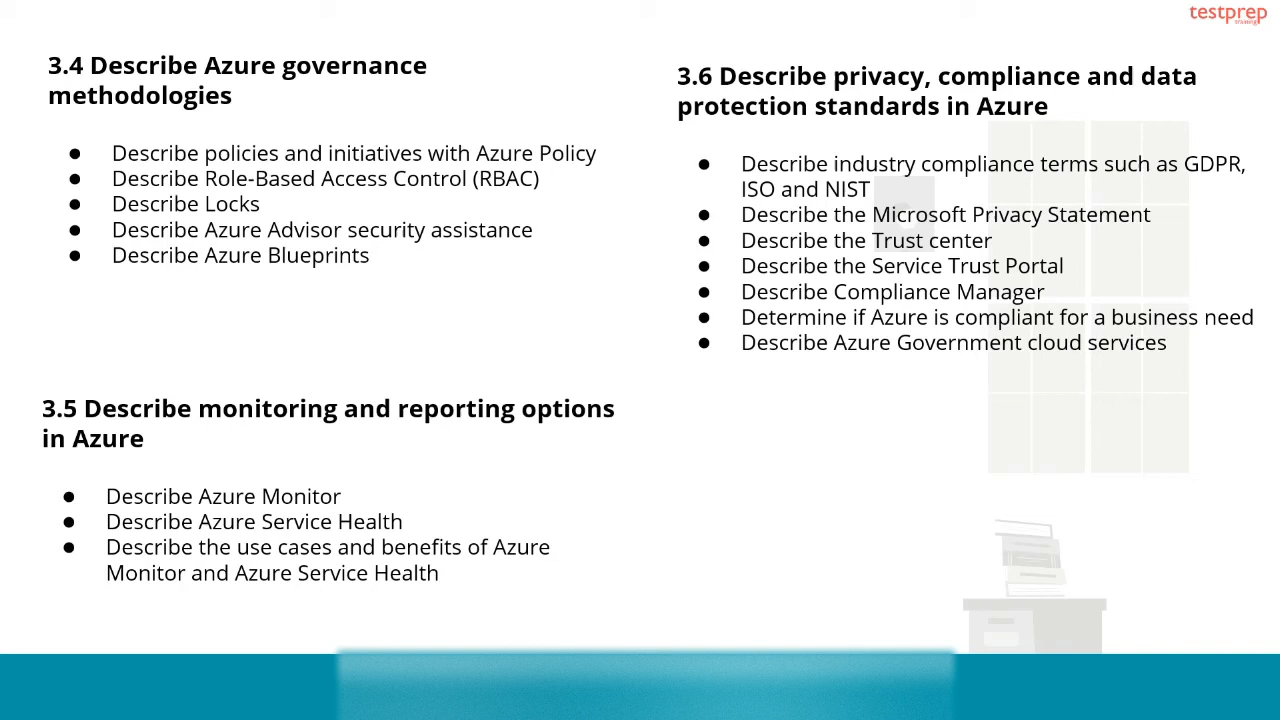 testprep
training
3.4 Describe Azure governance
methodologies
● Describe policies and initiatives with Azure Policy
● Describe Role-Based Access Control (RBAC)
● Describe Locks
● Describe Azure Advisor security assistance
● Describe Azure Blueprints
3.5 Describe monitoring and reporting options
in Azure
● Describe Azure Monitor
● Describe Azure Service Health
● Describe the use cases and benefits of Azure
Monitor and Azure Service Health
3.6 Describe privacy, compliance and data
protection standards in Azure
● Describe industry compliance terms such as GDPR,
ISO and NIST
● Describe the Microsoft Privacy Statement
● Describe the Trust center
● Describe the Service Trust Portal
● Describe Compliance Manager
● Determine if Azure is compliant for a business need
● Describe Azure Government cloud services